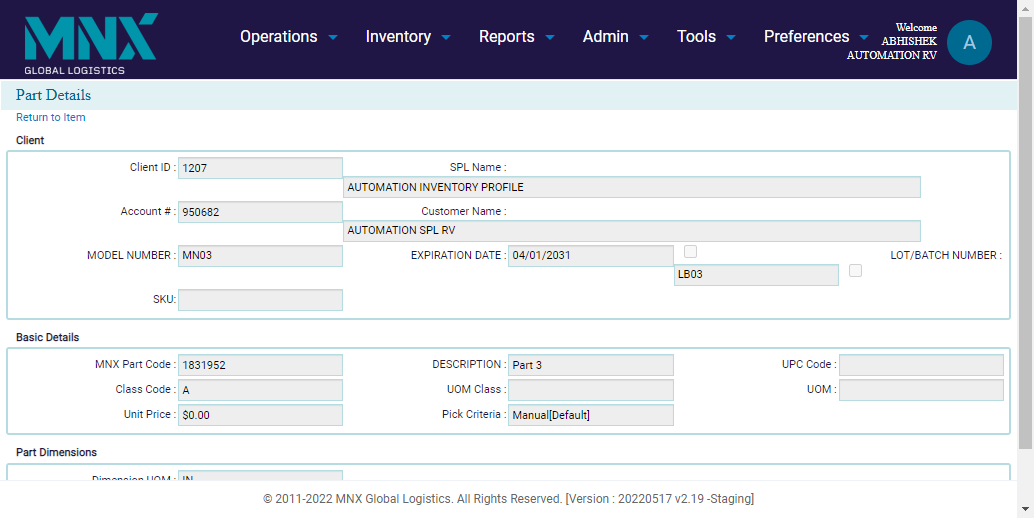 MNX
GLOBAL LOGISTICS
Operations Inventory Reports Admin Tools Preferences
Welcome
ABHISHEK
AUTOMATION RV
A
Part Details
Return to Item
Client
Client ID : 1207 SPL Name :
AUTOMATION INVENTORY PROFILE
Account # : 950682 Customer Name :
AUTOMATION SPL RV
MODEL NUMBER : MN03 EXPIRATION DATE : 04/01/2031 LOT/BATCH NUMBER :
LB03
SKU:
Basic Details
MNX Part Code : 1831952 DESCRIPTION : Part 3 UPC Code :
Class Code : A UOM Class : UOM :
Unit Price : $0.00 Pick Criteria : Manual[Default]
Part Dimensions
Dimension UOM : IN
© 2011-2022 MNX Global Logistics. All Rights Reserved. [Version : 20220517 v2.19 -Staging]